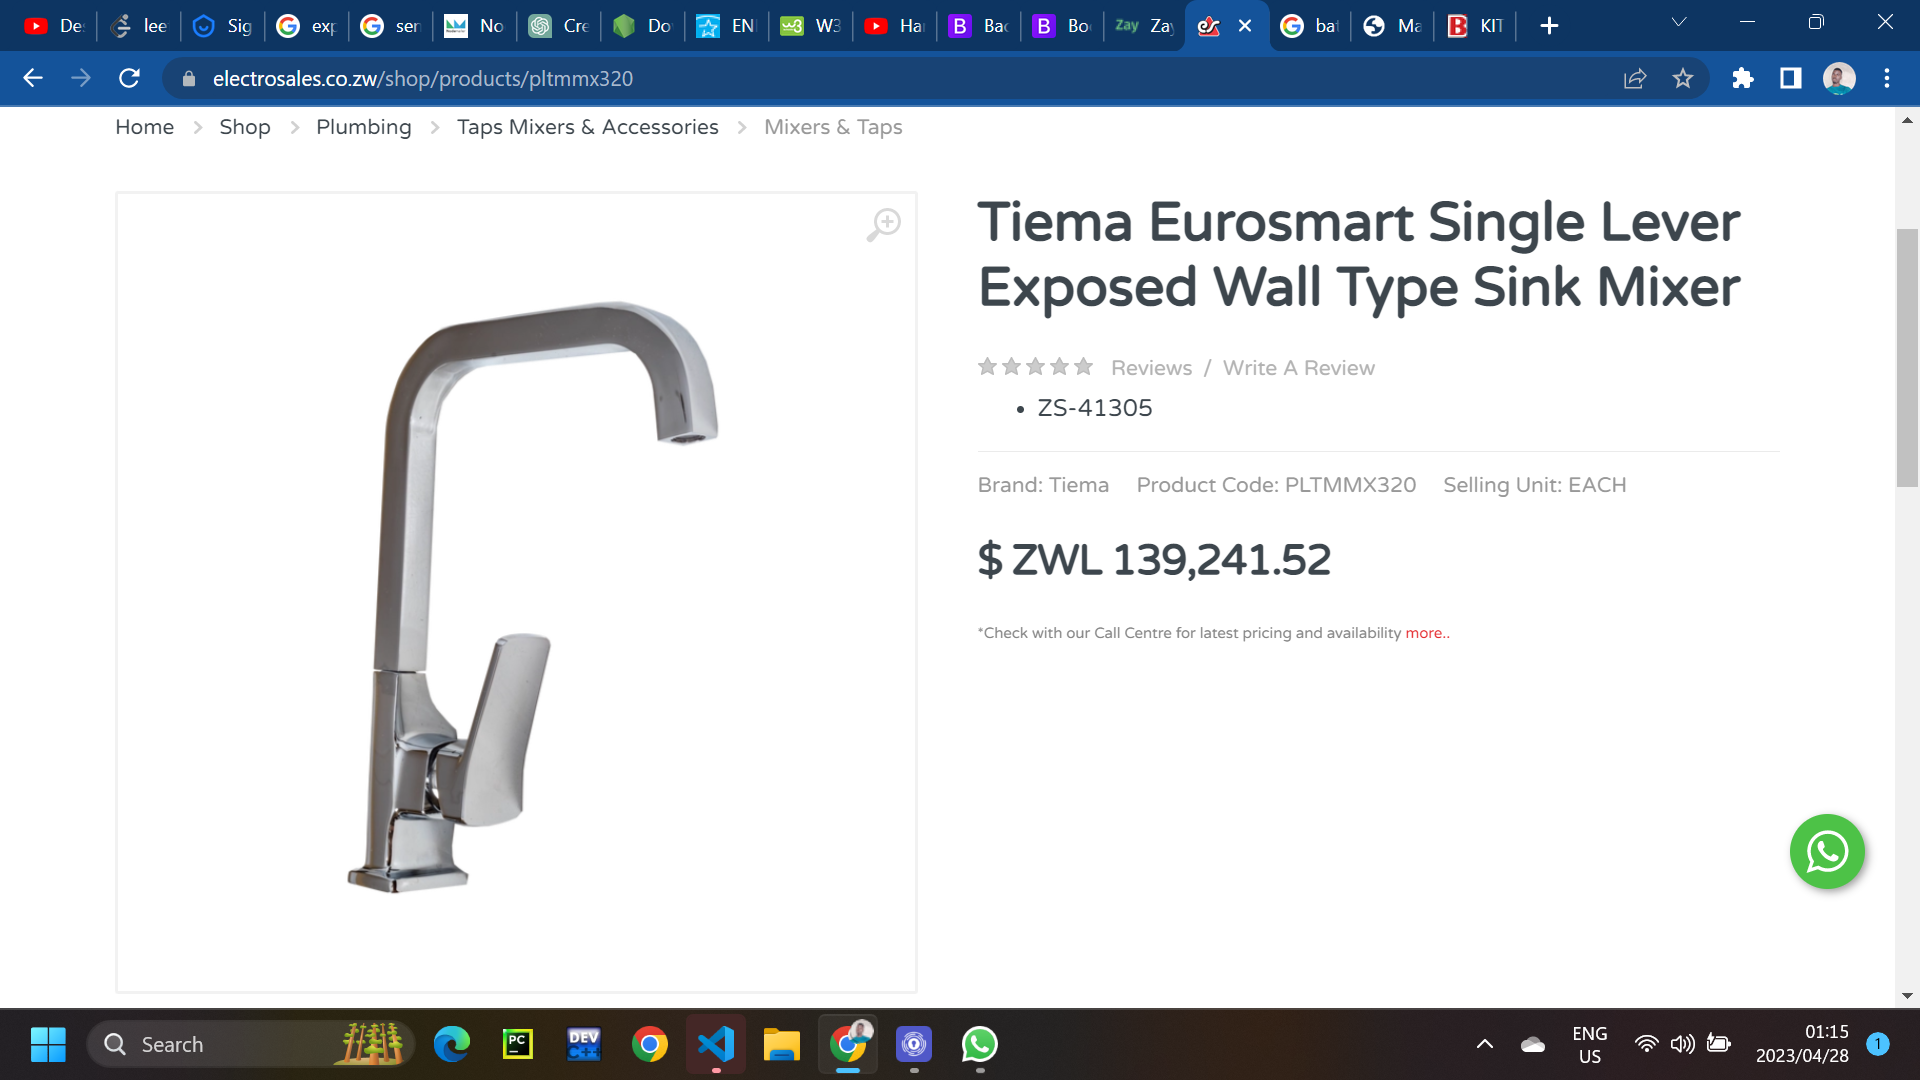 De
lee
Sig
exp
sen
No
Cre
Do
EN
W3
Ha
B Bac
B Bo
Zay Za
bat
Ma
B KIT
electrosales.co.zw/shop/products/pltmmx320
Home > Shop > Plumbing > Taps Mixers & Accessories > Mixers & Taps
Tiema Eurosmart Single Lever
Exposed Wall Type Sink Mixer
Reviews / Write A Review
• ZS-41305
Brand: Tiema Product Code: PLTMMX320 Selling Unit: EACH
$ ZWL 139,241.52
*Check with our Call Centre for latest pricing and availability more..
Search
PC
DEV
C++
ENG
US
01:15
2023/04/28
1